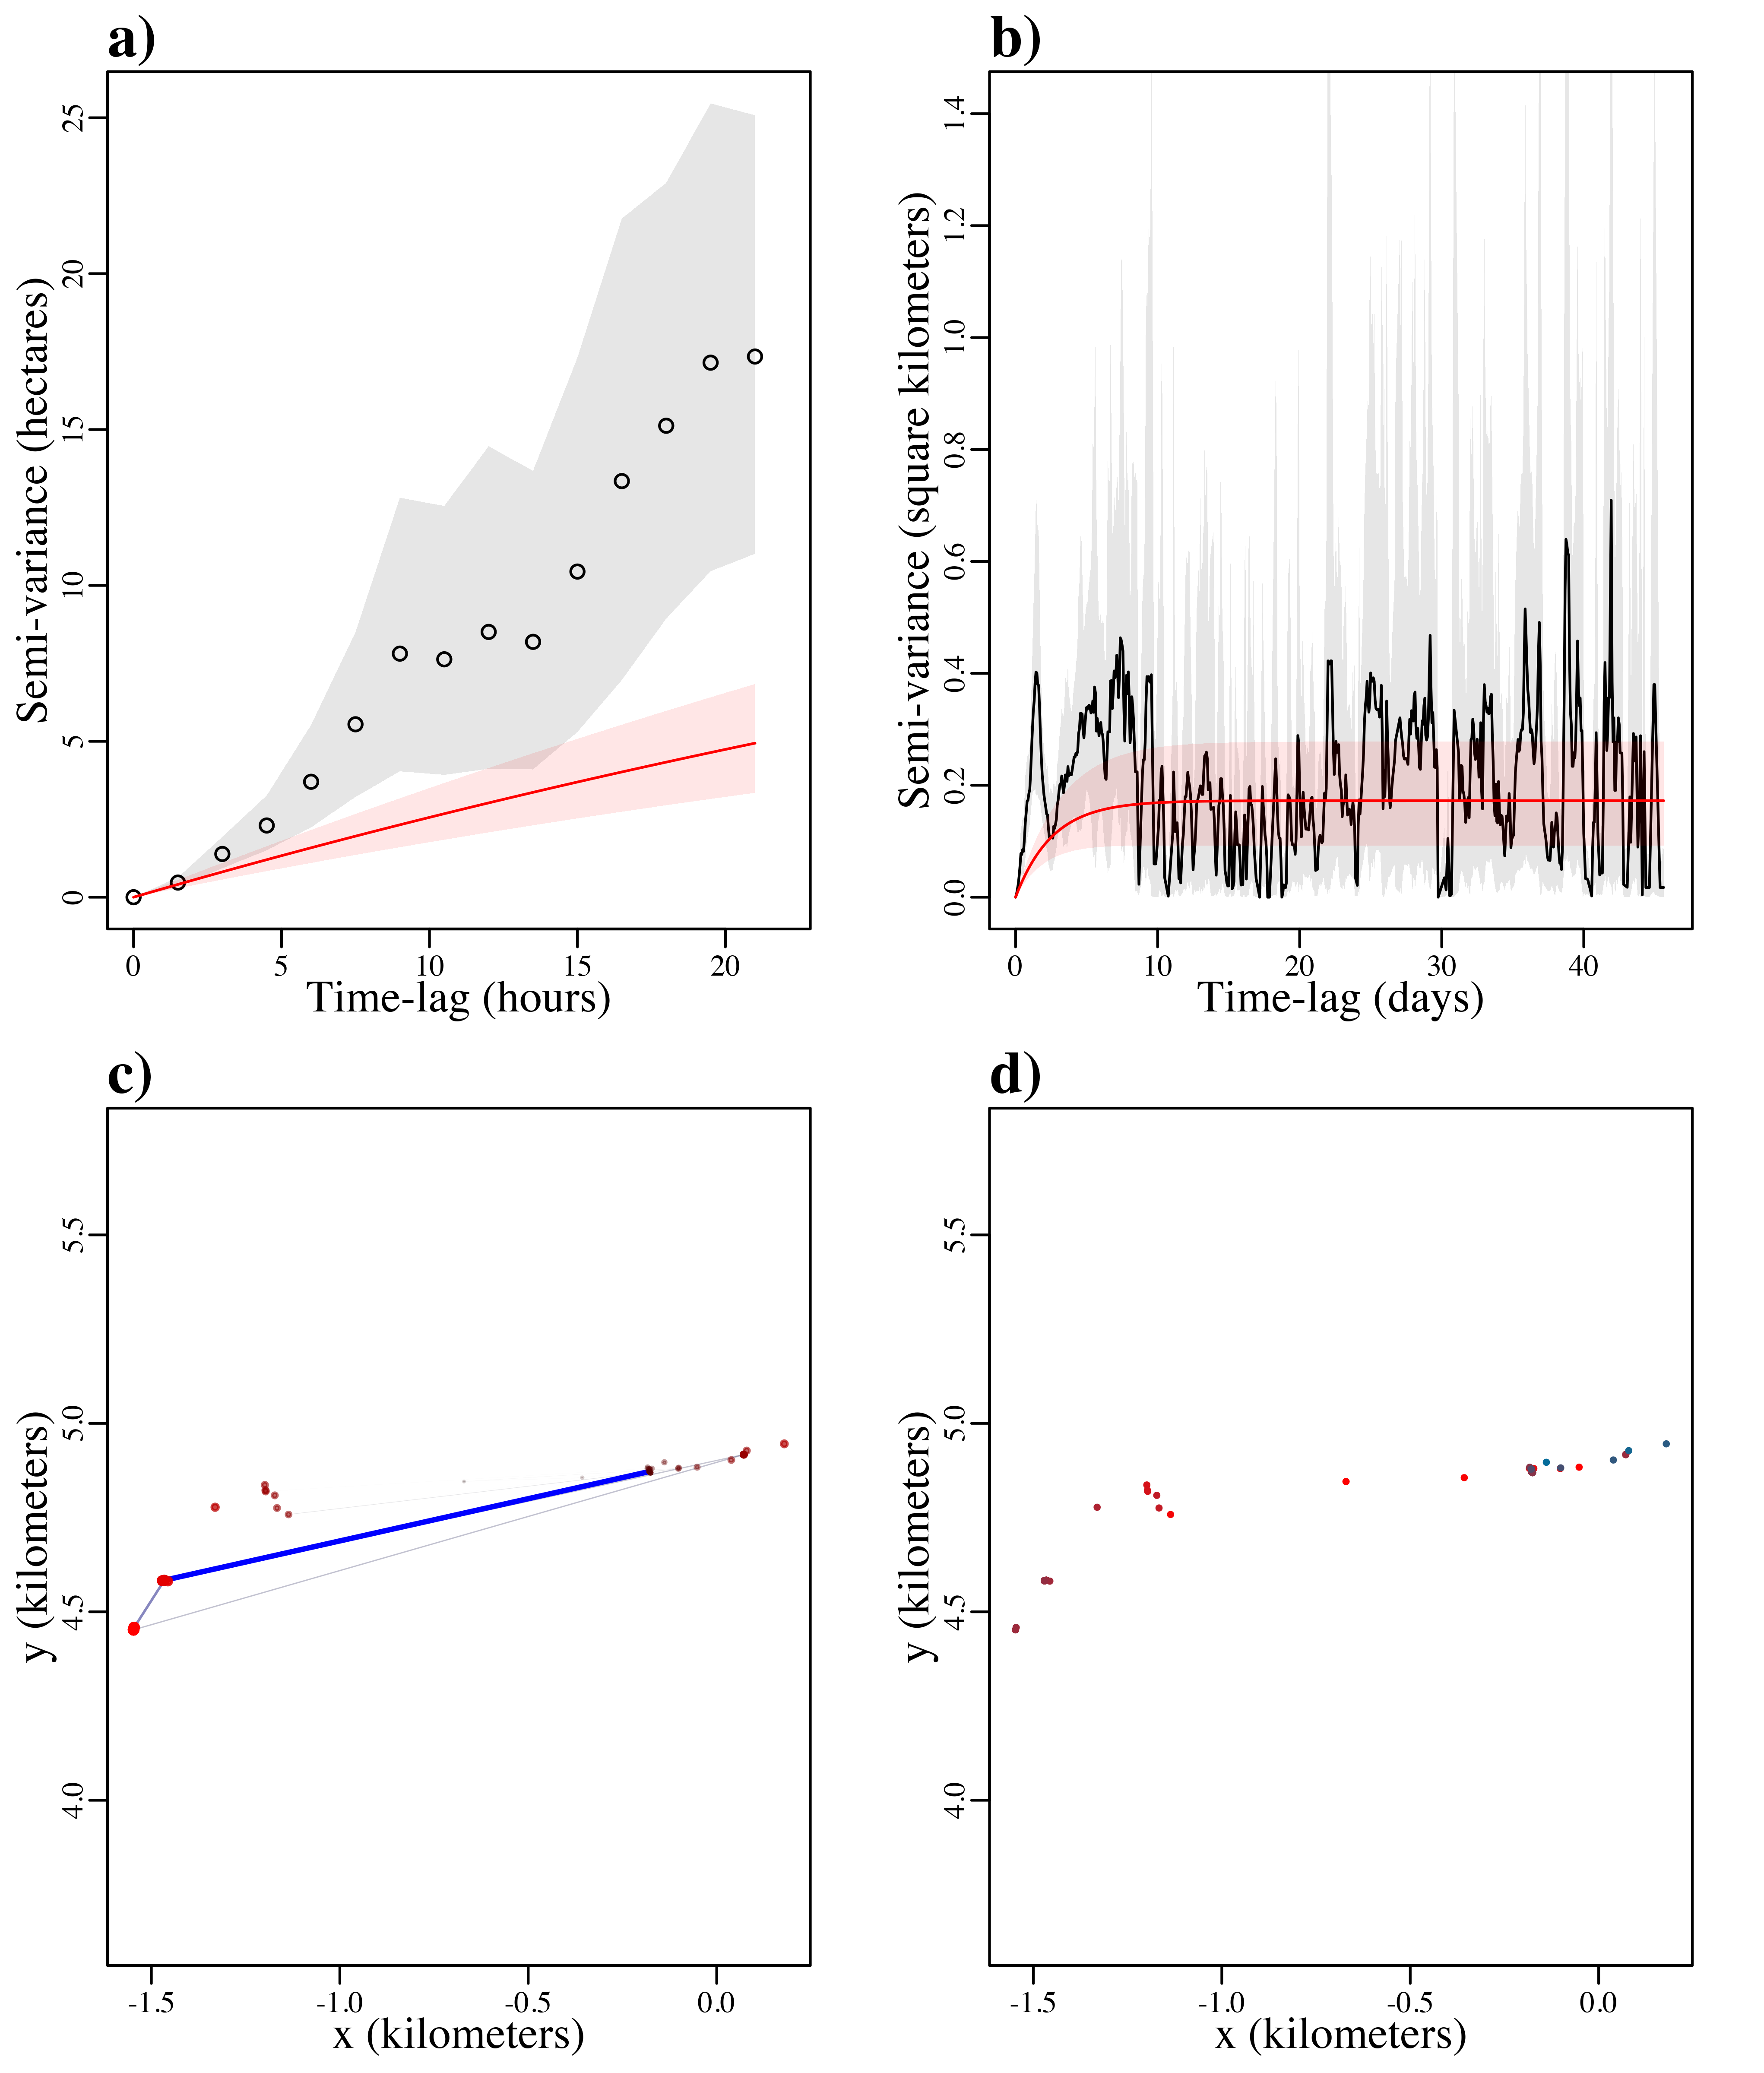 a)
Semi-variance (hectares)
0 5 10 15 20 25
0 5 10 15 20
Time-lag (hours)
b)
Semi-variance (square kilometers)
0.0 0.2 0.4 0.6 0.8 1.0 1.2 1.4
0 10 20 30 40
Time-lag (days)
c)
y (kilometers)
4.0 4.5 5.0 5.5
-1.5 -1.0 -0.5 0.0
x (kilometers)
d)
y (kilometers)
4.0 4.5 5.0 5.5
-1.5 -1.0 -0.5 0.0
x (kilometers)